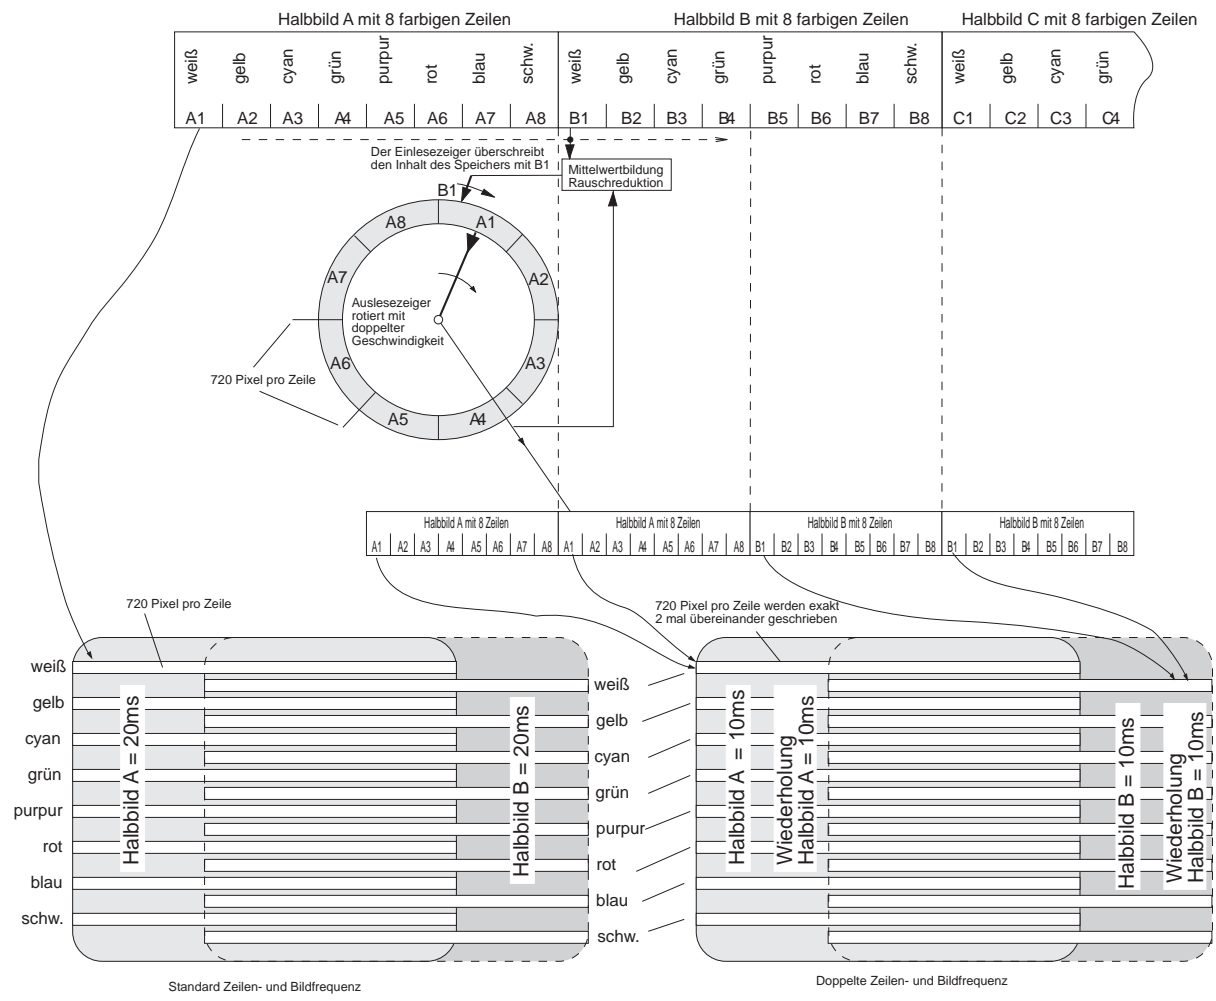 Halbbild A mit 8 farbigen Zeilen Halbbild B mit 8 farbigen Zeilen Halbbild C mit 8 farbigen Zeilen
weiß gelb cyan grün purpur rot blau schw. weiß gelb cyan grün purpur rot blau schw. weiß gelb cyan grün
A1 A2 A3 A4 A5 A6 A7 A8 B1 B2 B3 B4 B5 B6 B7 B8 C1 C2 C3 C4
Der Einlesezeiger überschreibt
den Inhalt des Speichers mit B1
Mittelwertbildung
Rauschreduktion
B1
A8 A1
A7 A2
Auslesezeiger
rotiert mit
doppelter
Geschwindigkeit
A6 A3
720 Pixel pro Zeile
A5 A4
Halbbild A mit 8 Zeilen Halbbild A mit 8 Zeilen Halbbild B mit 8 Zeilen Halbbild B mit 8 Zeilen
A1 A2 A3 A4 A5 A6 A7 A8 A1 A2 A3 A4 A5 A6 A7 A8 B1 B2 B3 B4 B5 B6 B7 B8 B1 B2 B3 B4 B5 B6 B7 B8
720 Pixel pro Zeile
720 Pixel pro Zeile werden exakt
2 mal übereinander geschrieben
weiß
gelb
cyan
grün
purpur
rot
blau
schw.
Halbbild A = 20ms
Halbbild B = 20ms
weiß
gelb
cyan
grün
purpur
rot
blau
schw.
Halbbild A = 10ms
Wiederholung
Halbbild A = 10ms
Halbbild B = 10ms
Wiederholung
Halbbild B = 10ms
Standard Zeilen- und Bildfrequenz
Doppelte Zeilen- und Bildfrequenz